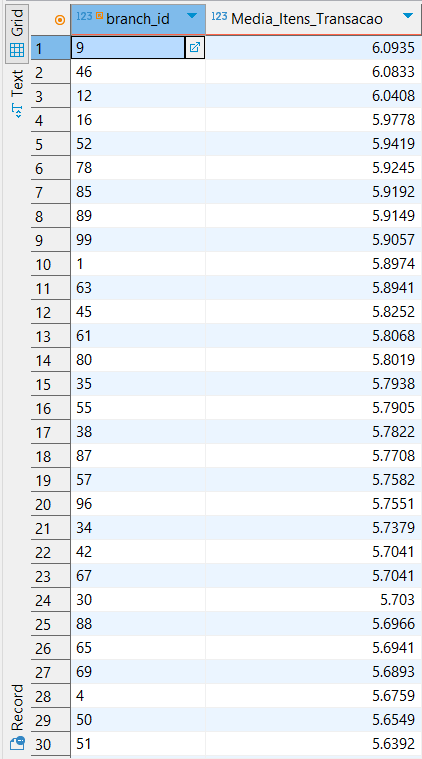 Grid
Text
Record
123 branch_id 123 Media_Itens_Transacao
1 9 6.0935
2 46 6.0833
3 12 6.0408
4 16 5.9778
5 52 5.9419
6 78 5.9245
7 85 5.9192
8 89 5.9149
9 99 5.9057
10 1 5.8974
11 63 5.8941
12 45 5.8252
13 61 5.8068
14 80 5.8019
15 35 5.7938
16 55 5.7905
17 38 5.7822
18 87 5.7708
19 57 5.7582
20 96 5.7551
21 34 5.7379
22 42 5.7041
23 67 5.7041
24 30 5.703
25 88 5.6966
26 65 5.6941
27 69 5.6893
28 4 5.6759
29 50 5.6549
30 51 5.6392